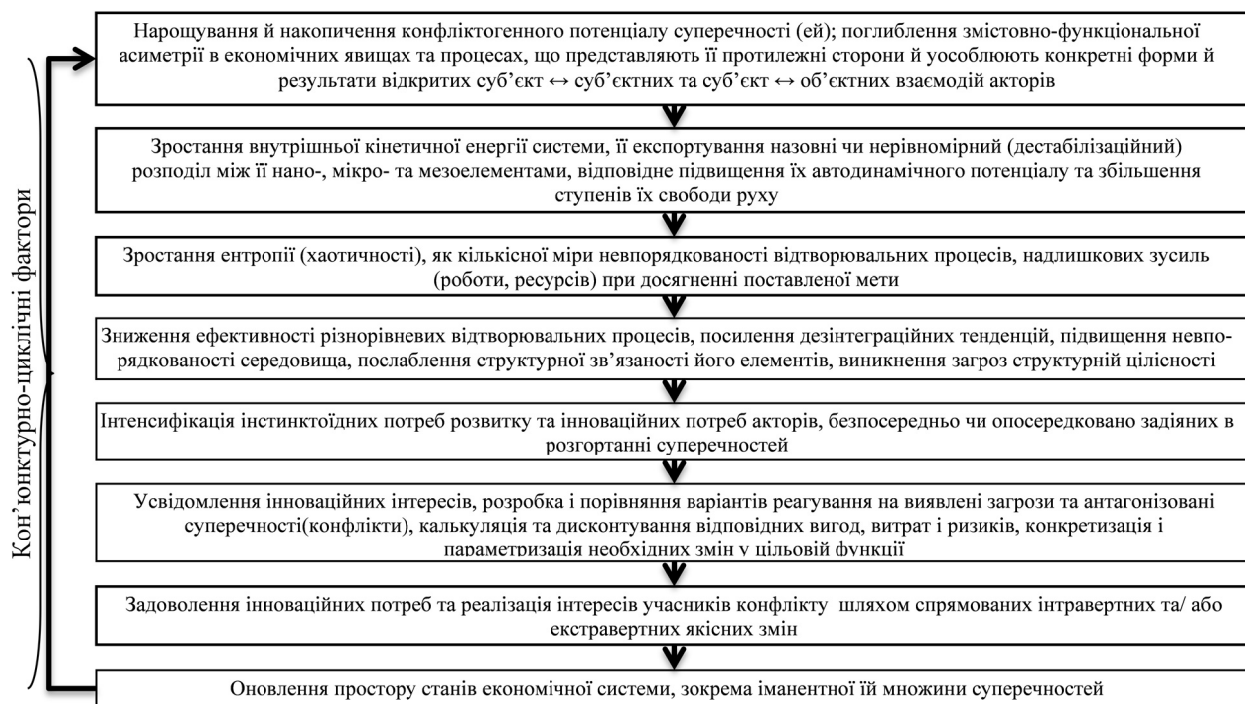 Кон’юнктурно-циклічні фактори
Нарощування й накопичення конфліктогенного потенціалу суперечності (ей); поглиблення змістовно-функціональної
асиметрії в економічних явищах та процесах, що представляють її протилежні сторони й уособлюють конкретні форми й
результати відкритих суб’єкт ↔ суб’єктних та суб’єкт ↔ об’єктних взаємодій акторів
Зростання внутрішньої кінетичної енергії системи, її експортування назовні чи нерівномірний (дестабілізаційний)
розподіл між її нано-, мікро- та мезоелементами, відповідне підвищення їх автодинамічного потенціалу та збільшення
ступенів їх свободи руху
Зростання ентропії (хаотичності), як кількісної міри невпорядкованості відтворювальних процесів, надлишкових зусиль
(роботи, ресурсів) при досягненні поставленої мети
Зниження ефективності різнорівневих відтворювальних процесів, посилення дезінтеграційних тенденцій, підвищення невпо-
рядкованості середовища, послаблення структурної зв’язаності його елементів, виникнення загроз структурній цілісності
Інтенсифікація інстинктоїдних потреб розвитку та інноваційних потреб акторів, безпосередньо чи опосередковано задіяних в
розгортанні суперечностей
Усвідомлення інноваційних інтересів, розробка і порівняння варіантів реагування на виявлені загрози та антагонізовані
суперечності(конфлікти), калькуляція та дисконтування відповідних вигод, витрат і ризиків, конкретизація і
параметризація необхідних змін у цільовій функції
Задоволення інноваційних потреб та реалізація інтересів учасників конфлікту шляхом спрямованих інтравертних та/ або
екстравертних якісних змін
Оновлення простору станів економічної системи, зокрема іманентної їй множини суперечностей